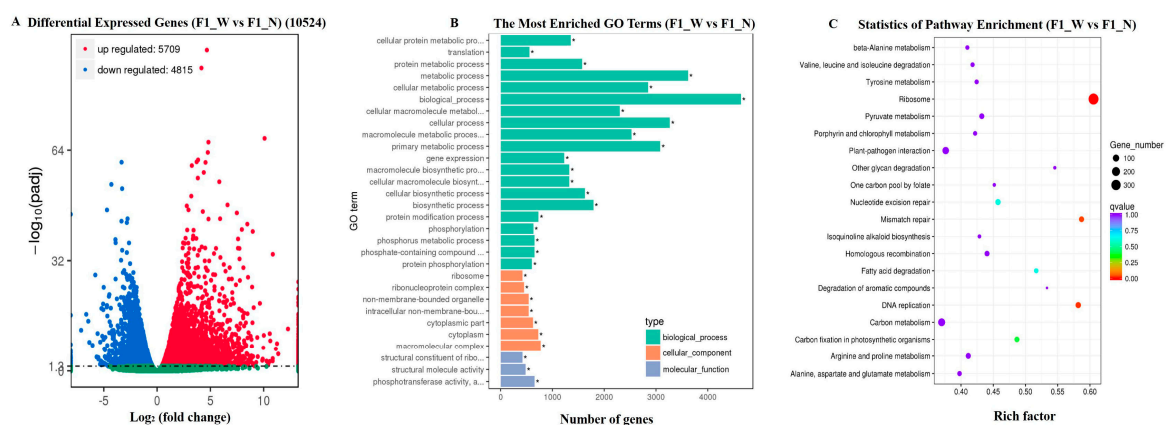 A Differential Expressed Genes (F1_W vs F1_N) (10524)
up regulated: 5709
down regulated: 4815
64
32
1.3
0
−log10(padj)
-5 0 5 10
Log₂ (fold change)
B The Most Enriched GO Terms (F1_W vs F1_N)
cellular protein metabolic pro...
translation
protein metabolic process
metabolic process
cellular metabolic process
biological_process
cellular macromolecule metabol...
cellular process
macromolecule metabolic proces...
primary metabolic process
gene expression
macromolecule biosynthetic pro...
cellular macromolecule biosynt...
cellular biosynthetic process
biosynthetic process
protein modification process
phosphorylation
phosphorus metabolic process
phosphate-containing compound ...
protein phosphorylation
ribosome
ribonucleoprotein complex
non-membrane-bounded organelle
intracellular non-membrane-bou...
cytoplasmic part
cytoplasm
macromolecular complex
structural constituent of ribo...
structural molecule activity
phosphotransferase activity, a...
GO term
type
biological_process
cellular_component
molecular_function
0 1000 2000 3000 4000
Number of genes
C Statistics of Pathway Enrichment (F1_W vs F1_N)
beta-Alanine metabolism
Valine, leucine and isoleucine degradation
Tyrosine metabolism
Ribosome
Pyruvate metabolism
Porphyrin and chlorophyll metabolism
Plant-pathogen interaction
Other glycan degradation
One carbon pool by folate
Nucleotide excision repair
Mismatch repair
Isoquinoline alkaloid biosynthesis
Homologous recombination
Fatty acid degradation
Degradation of aromatic compounds
DNA replication
Carbon metabolism
Carbon fixation in photosynthetic organisms
Arginine and proline metabolism
Alanine, aspartate and glutamate metabolism
0.40 0.45 0.50 0.55 0.60
Rich factor
Gene_number
100
200
300
qvalue
1.00
0.75
0.50
0.25
0.00